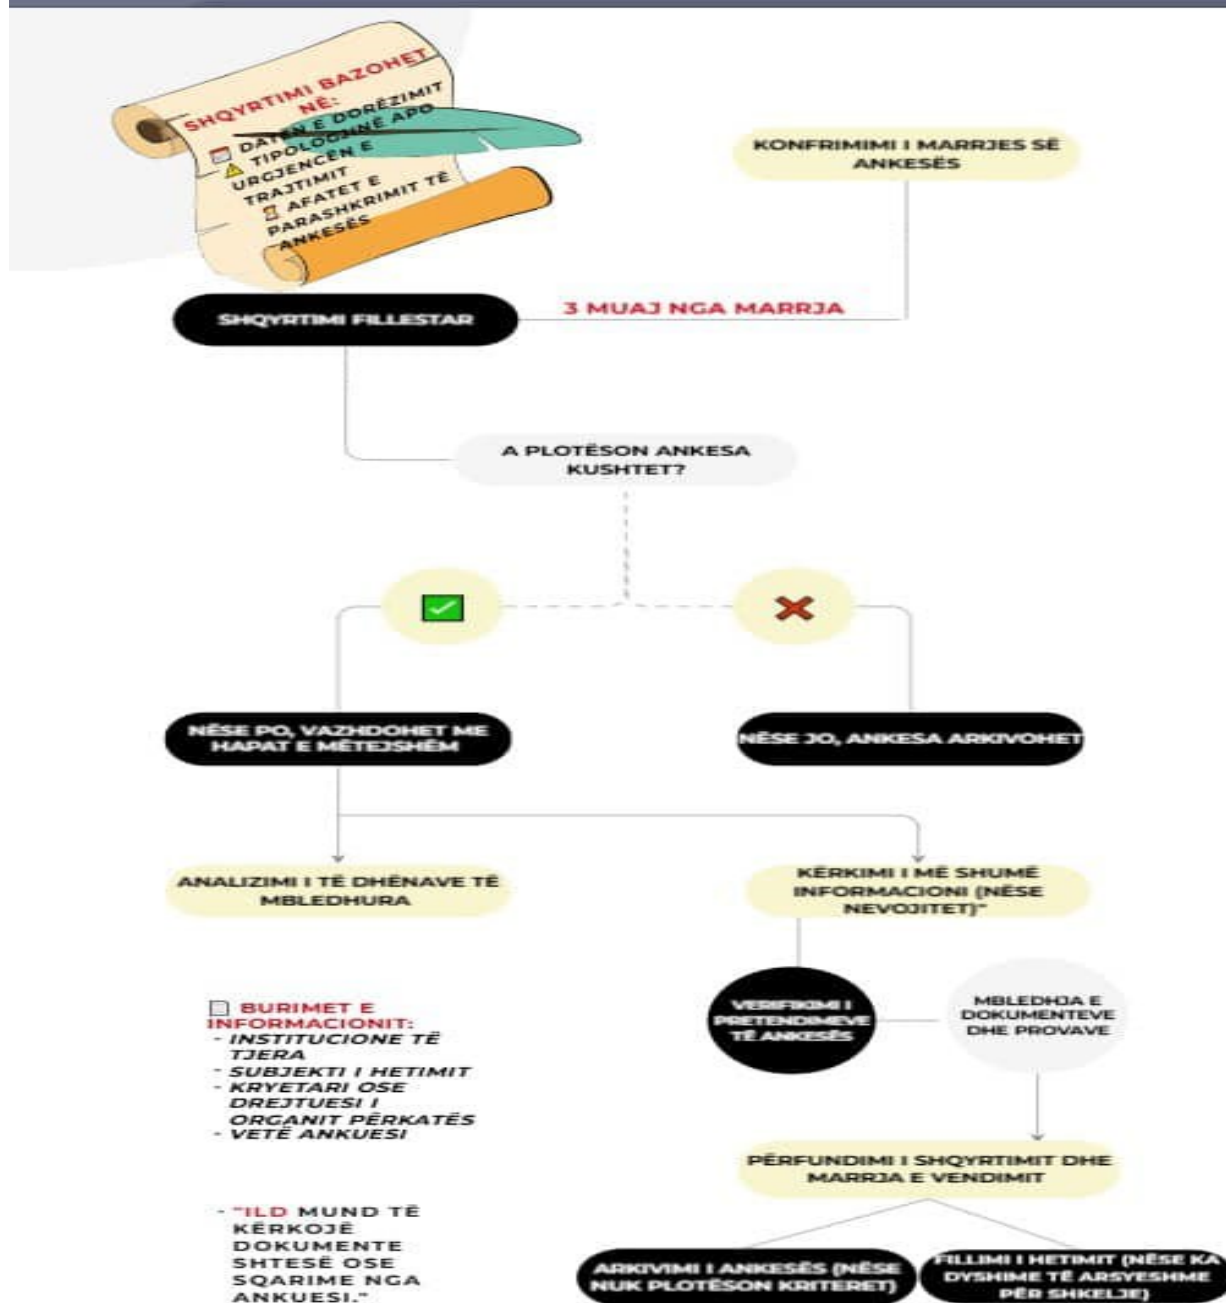 SHQYRTIMI BAZOHET
NË:
DATËN E DORËZIMIT
TIPOLOGJINË APO
URGJENCËN E
TRAJTIMIT
AFATET E
PARASHKRIMIT TË
ANKESËS
KONFRIMIMI I MARRJES SË
ANKESËS
SHQYRTIMI FILLESTAR
3 MUAJ NGA MARRJA
A PLOTËSON ANKESA
KUSHTET?
NËSE PO, VAZHDOHET ME
HAPAT E MËTEJSHËM
NËSE JO, ANKESA ARKIVOHET
ANALIZIMI I TË DHËNAVE TË
MBLEDHURA
KËRKIMI I MË SHUMË
INFORMACIONI (NËSE
NEVOJITET)"
VERIFIKIMI I
PRETENDIMEVE
TË ANKESËS
MBLEDHJA E
DOKUMENTEVE
DHE PROVAVE
BURIMET E
INFORMACIONIT:
- INSTITUCIONE TË
TJERA
- SUBJEKTI I HETIMIT
- KRYETARI OSE
DREJTUESI I
ORGANIT PËRKATËS
- VETË ANKUESI
PËRFUNDIMI I SHQYRTIMIT DHE
MARRJA E VENDIMIT
- "ILD MUND TË
KËRKOJË
DOKUMENTE
SHTESË OSE
SQARIME NGA
ANKUESI."
ARKIVIMI I ANKESËS (NËSE
NUK PLOTËSON KRITERET)
FILLIMI I HETIMIT (NËSE KA
DYSHIME TË ARSYESHME
PËR SHKELJE)